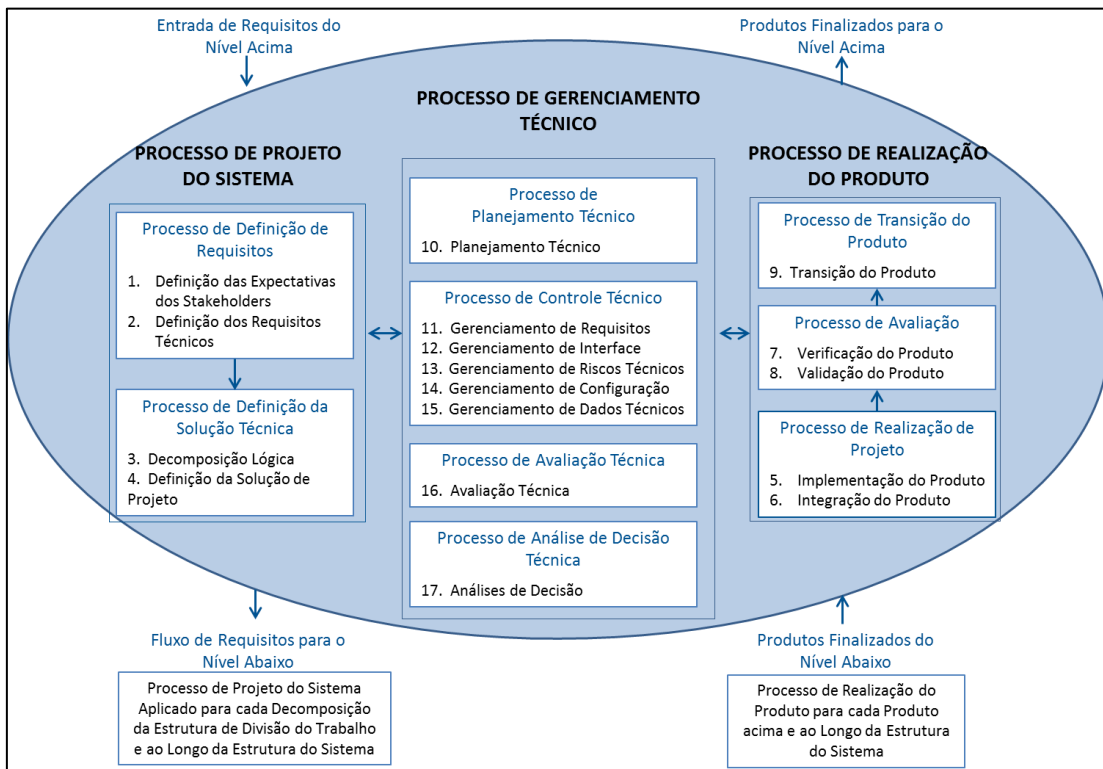 Entrada de Requisitos do
Nível Acima
Produtos Finalizados para o
Nível Acima
PROCESSO DE GERENCIAMENTO
TÉCNICO
PROCESSO DE PROJETO
DO SISTEMA
Processo de Definição de
Requisitos
1. Definição das Expectativas
dos Stakeholders
2. Definição dos Requisitos
Técnicos
Processo de Definição da
Solução Técnica
3. Decomposição Lógica
4. Definição da Solução de
Projeto
Processo de
Planejamento Técnico
10. Planejamento Técnico
Processo de Controle Técnico
11. Gerenciamento de Requisitos
12. Gerenciamento de Interface
13. Gerenciamento de Riscos Técnicos
14. Gerenciamento de Configuração
15. Gerenciamento de Dados Técnicos
Processo de Avaliação Técnica
16. Avaliação Técnica
Processo de Análise de Decisão
Técnica
17. Análises de Decisão
PROCESSO DE REALIZAÇÃO
DO PRODUTO
Processo de Transição do
Produto
9. Transição do Produto
Processo de Avaliação
7. Verificação do Produto
8. Validação do Produto
Processo de Realização de
Projeto
5. Implementação do Produto
6. Integração do Produto
Fluxo de Requisitos para o
Nível Abaixo
Processo de Projeto do Sistema
Aplicado para cada Decomposição
da Estrutura de Divisão do Trabalho
e ao Longo da Estrutura do Sistema
Produtos Finalizados do
Nível Abaixo
Processo de Realização do
Produto para cada Produto
acima e ao Longo da Estrutura
do Sistema